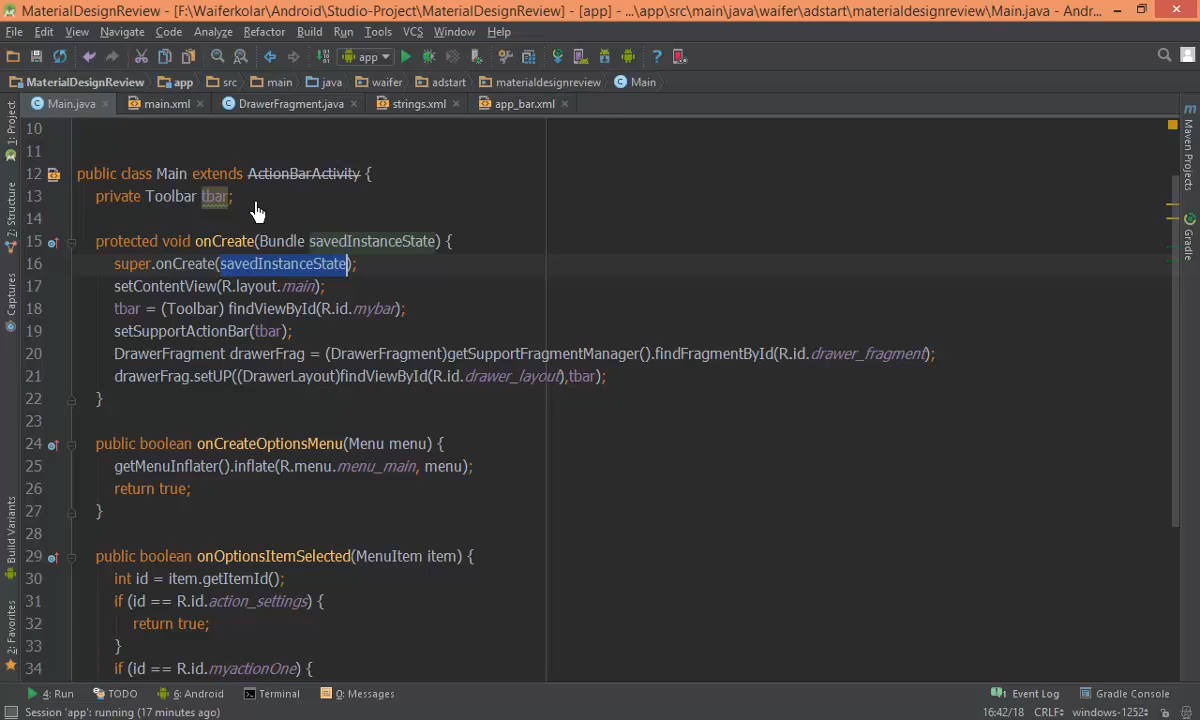 MaterialDesignReview - [F:\Waiferkolar\Android\Studio-Project\MaterialDesignReview] - [app] - ...\app\src\main\java\waifer\adstart\materialdesignreview\Main.java - Andr...
File Edit View Navigate Code Analyze Refactor Build Run Tools VCS Window Help
app
MaterialDesignReview app src main java waifer adstart materialdesignreview Main
Main.java main.xml DrawerFragment.java strings.xml app_bar.xml
10
11
12 public class Main extends ActionBarActivity {
13 private Toolbar tbar;
14
15 protected void onCreate(Bundle savedInstanceState) {
16 super.onCreate(savedInstanceState);
17 setContentView(R.layout.main);
18 tbar = (Toolbar) findViewById(R.id.mybar);
19 setSupportActionBar(tbar);
20 DrawerFragment drawerFrag = (DrawerFragment)getSupportFragmentManager().findFragmentById(R.id.drawer_fragment);
21 drawerFrag.setUP((DrawerLayout)findViewById(R.id.drawer_layout),tbar);
22 }
23
24 public boolean onCreateOptionsMenu(Menu menu) {
25 getMenuInflater().inflate(R.menu.menu_main, menu);
26 return true;
27 }
28
29 public boolean onOptionsItemSelected(MenuItem item) {
30 int id = item.getItemId();
31 if (id == R.id.action_settings) {
32 return true;
33 }
34 if (id == R.id.myactionOne) {
1: Project
7: Structure
Captures
Build Variants
2: Favorites
m
Maven Projects
Gradle
4: Run TODO 6: Android Terminal 0: Messages Event Log Gradle Console
Session 'app': running (17 minutes ago) 16:42/18 CRLF windows-1252